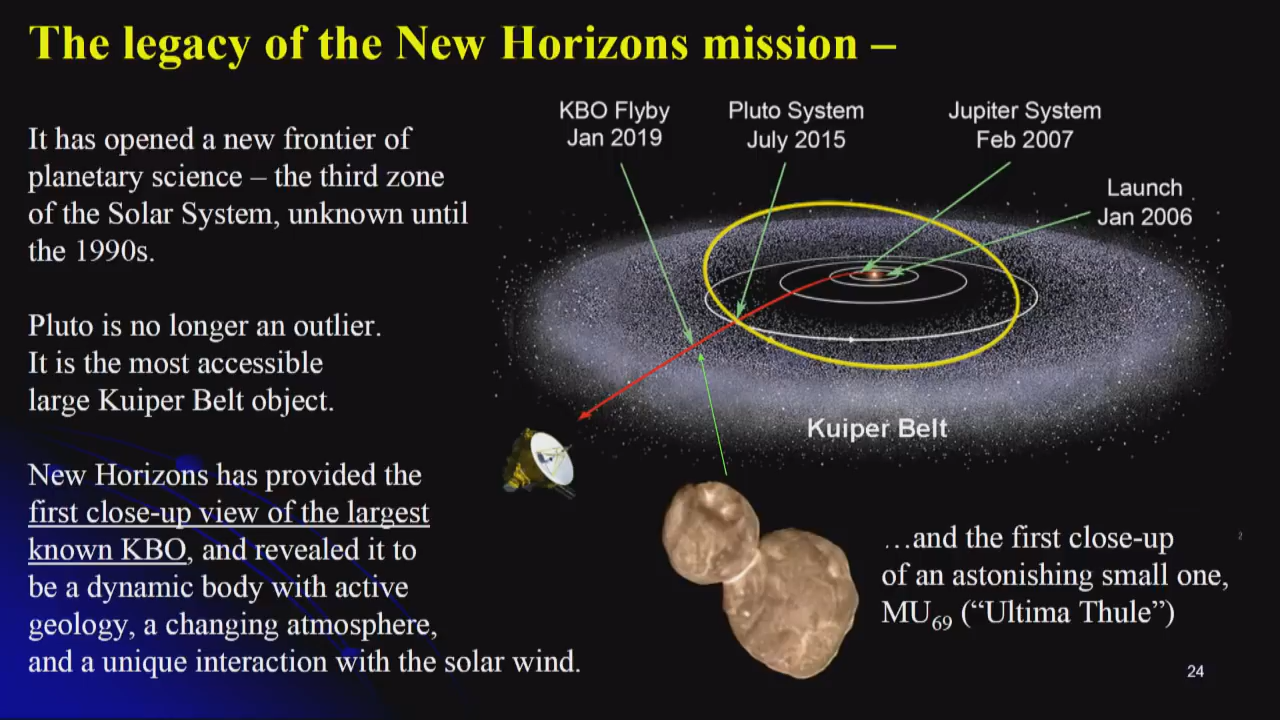 The legacy of the New Horizons mission –
It has opened a new frontier of
planetary science – the third zone
of the Solar System, unknown until
the 1990s.
Pluto is no longer an outlier.
It is the most accessible
large Kuiper Belt object.
New Horizons has provided the
first close-up view of the largest
known KBO, and revealed it to
be a dynamic body with active
geology, a changing atmosphere,
and a unique interaction with the solar wind.
KBO Flyby
Jan 2019
Pluto System
July 2015
Jupiter System
Feb 2007
Launch
Jan 2006
Kuiper Belt
…and the first close-up
of an astonishing small one,
MU69 (“Ultima Thule”)
24